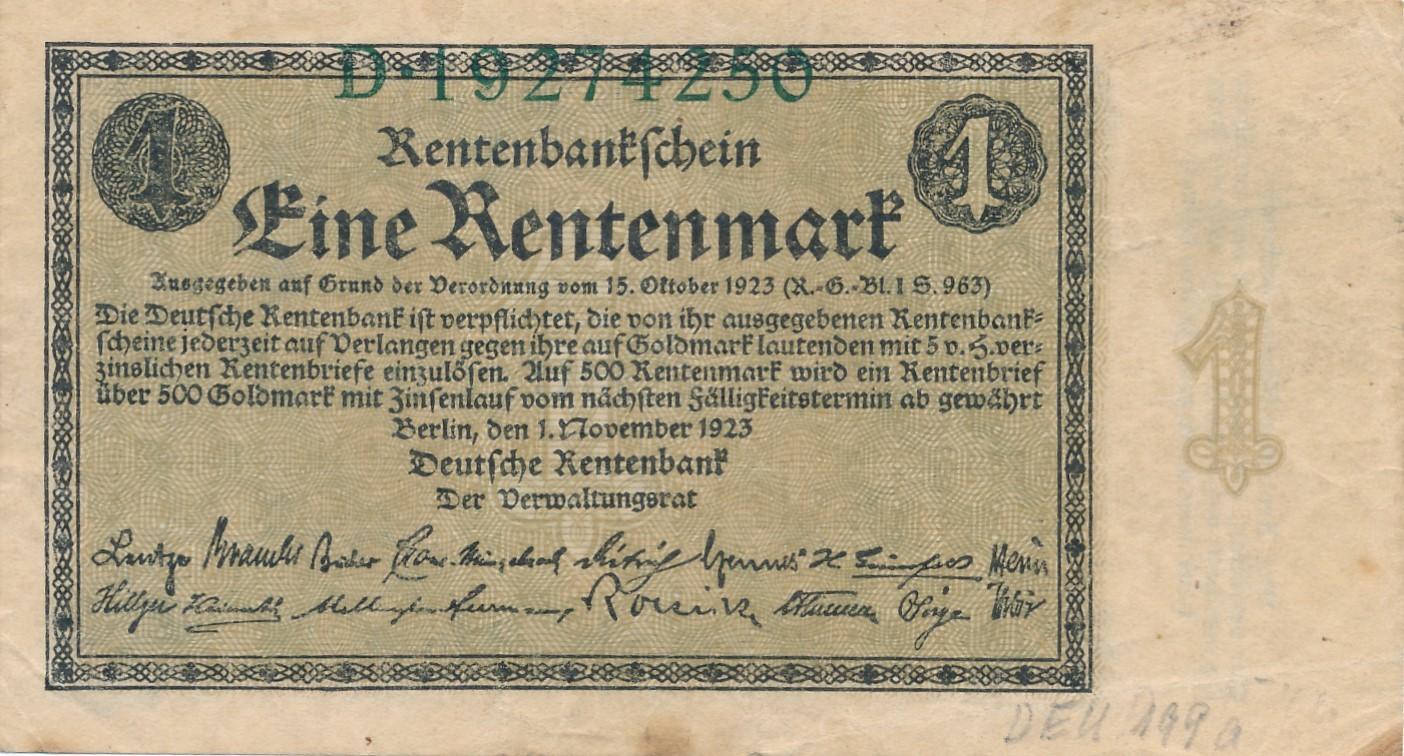 D·19274250
1 1
Rentenbankschein
Eine Rentenmark
Ausgegeben auf Grund der Verordnung vom 15. Oktober 1923 (R.-G.-Bl. I S. 963)
Die Deutsche Rentenbank ist verpflichtet, die von ihr ausgegebenen Rentenbank-
scheine jederzeit auf Verlangen gegen ihre auf Goldmark lautenden mit 5 v. H. ver-
zinslichen Rentenbriefe einzulösen. Auf 500 Rentenmark wird ein Rentenbrief
über 500 Goldmark mit Zinsenlauf vom nächsten Fälligkeitstermin ab gewährt
1
Berlin, den 1. November 1923
Deutsche Rentenbank
Der Verwaltungsrat
Lentze
Hillger
DEU 199 a